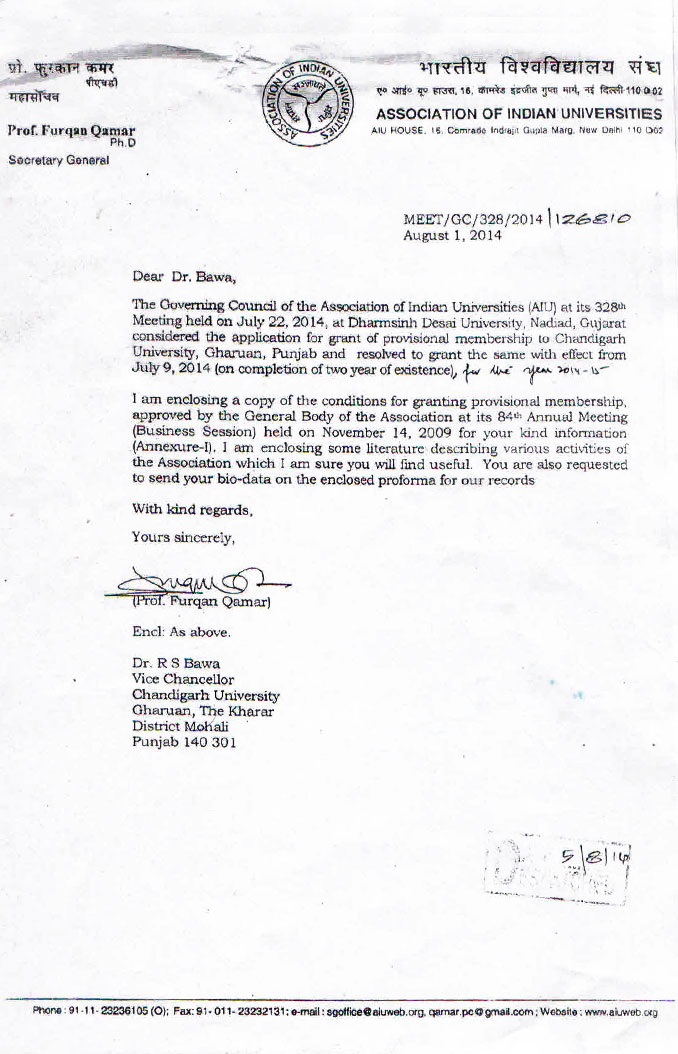 प्रो. फुरकान कमर
पीएचडी
महासचिव
Prof. Furqan Qamar
Ph.D
Secretary General
ASSOCIATION OF INDIAN UNIVERSITIES
भारतीय विश्वविद्यालय संघ
ए० आई० यू० हाउस, 16, कामरेड इंद्रजीत गुप्ता मार्ग, नई दिल्ली-110 002
ASSOCIATION OF INDIAN UNIVERSITIES
AIU HOUSE, 16, Comrade Indrajit Gupta Marg, New Delhi 110 002
MEET/GC/328/2014/126810
August 1, 2014
Dear Dr. Bawa,
The Governing Council of the Association of Indian Universities (AIU) at its 328th
Meeting held on July 22, 2014, at Dharmsinh Desai University, Nadiad, Gujarat
considered the application for grant of provisional membership to Chandigarh
University, Gharuan, Punjab and resolved to grant the same with effect from
July 9, 2014 (on completion of two year of existence), for the year 2014-15
I am enclosing a copy of the conditions for granting provisional membership,
approved by the General Body of the Association at its 84th Annual Meeting
(Business Session) held on November 14, 2009 for your kind information
(Annexure-I). I am enclosing some literature describing various activities of
the Association which I am sure you will find useful. You are also requested
to send your bio-data on the enclosed proforma for our records
With kind regards,
Yours sincerely,
(Prof. Furqan Qamar)
Encl: As above.
Dr. R S Bawa
Vice Chancellor
Chandigarh University
Gharuan, The Kharar
District Mohali
Punjab 140 301
5/8/14
Phone : 91-11- 23236105 (O); Fax: 91- 011- 23232131; e-mail : sgoffice@aiuweb.org, qamar.pc@gmail.com ; Website : www.aiuweb.org